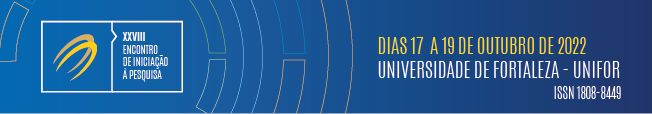 XXVIII
ENCONTRO
DE INICIAÇÃO
À PESQUISA
DIAS 17 A 19 DE OUTUBRO DE 2022
UNIVERSIDADE DE FORTALEZA - UNIFOR
ISSN 1808-8449